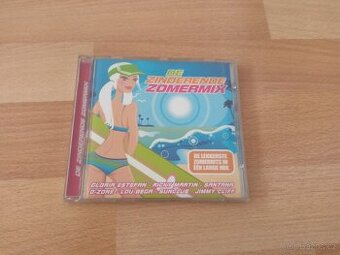 DE ZINDERENDE ZOMERMIX
DE
ZINDERENDE
ZOMERMIX
DE LEKKERSTE
ZOMERHITS IN
ÉÉN LANGE MIX
GLORIA ESTEFAN - RICKY MARTIN - SANTANA
O-ZONE - LOU BEGA - SUNCLUB - JIMMY CLIFF